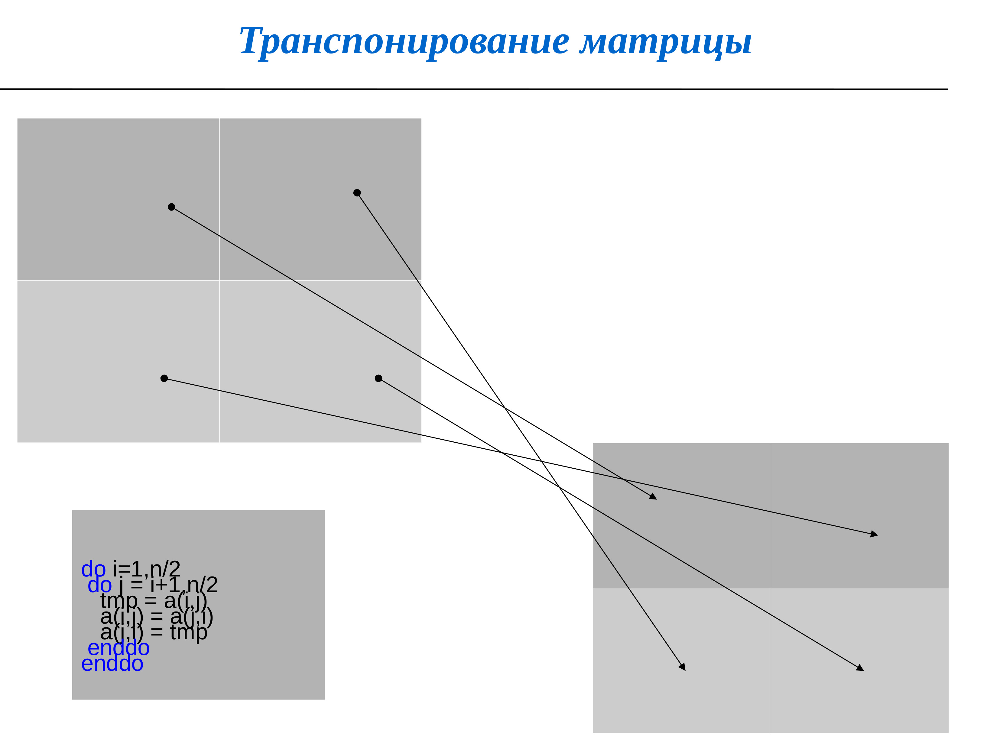 Транспонирование матрицы
do i=1,n/2
do j = i+1,n/2
tmp = a(i,j)
a(i,j) = a(j,i)
a(j,i) = tmp
enddo
enddo